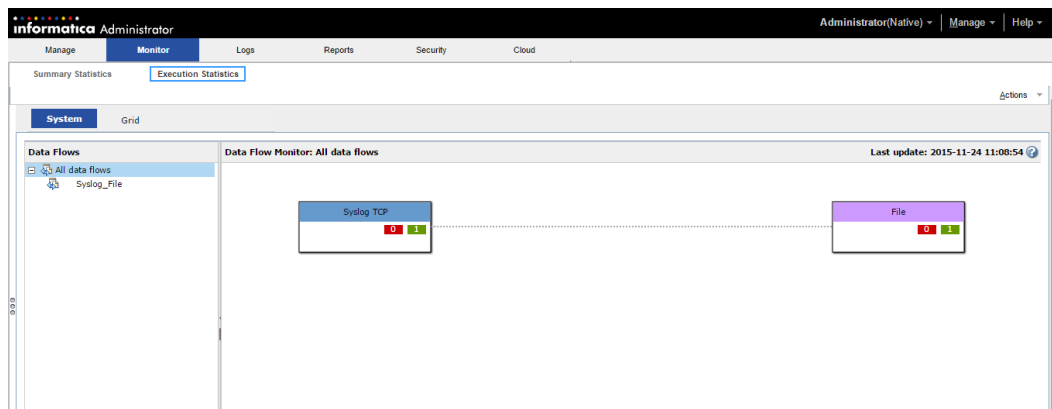 informatica Administrator
Administrator(Native) Manage Help
Manage Monitor Logs Reports Security Cloud
Summary Statistics Execution Statistics
Actions
System Grid
Data Flows
Data Flow Monitor: All data flows Last update: 2015-11-24 11:08:54
All data flows
Syslog_File
Syslog TCP
0 1
File
0 1